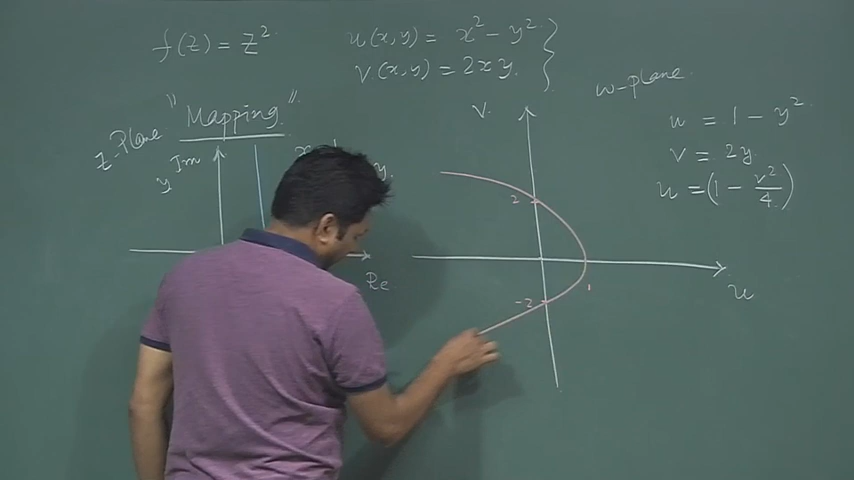 f(z) = z²
u(x,y) = x² - y²
v(x,y) = 2xy
"Mapping"
z-Plane
Im
y
Re
w-plane
u = 1 - y²
v = 2y
u = (1 - v²/4)
v
2
-2
1
u